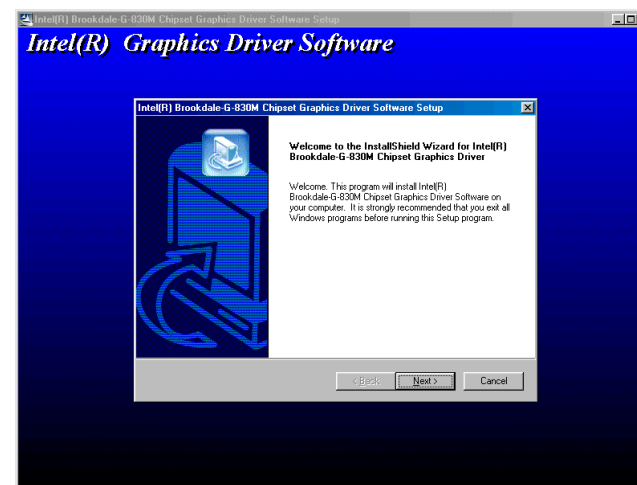 Intel(R) Brookdale-G-830M Chipset Graphics Driver Software Setup
Intel(R) Graphics Driver Software
Intel(R) Brookdale-G-830M Chipset Graphics Driver Software Setup
Welcome to the InstallShield Wizard for Intel(R)
Brookdale-G-830M Chipset Graphics Driver
Welcome. This program will install Intel(R)
Brookdale-G-830M Chipset Graphics Driver Software on
your computer. It is strongly recommended that you exit all
Windows programs before running this Setup program.
< Back
Next >
Cancel